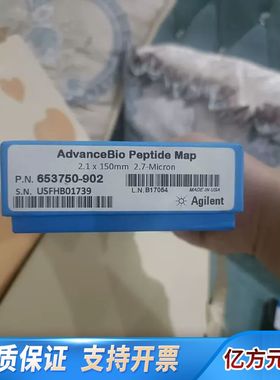 AdvanceBio Peptide Map
2.1 x 150mm 2.7-Micron
P.N. 653750-902
S.N. USFHB01739
L.N. B17054
MADE IN USA
Agilent
质保证 支持开票
亿方元